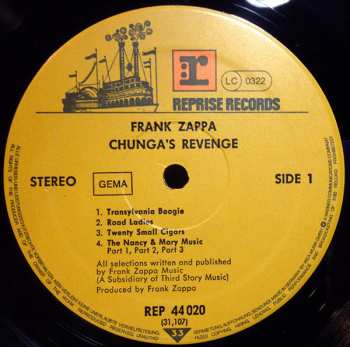 r
LC 0322
REPRISE RECORDS
FRANK ZAPPA
CHUNGA'S REVENGE
STEREO
GEMA
SIDE 1
1. Transylvania Boogie
2. Road Ladies
3. Twenty Small Cigars
4. The Nancy & Mary Music
Part 1, Part 2, Part 3
All selections written and published
by Frank Zappa Music
(A Subsidiary of Third Story Music)
Produced by Frank Zappa
REP 44 020
(31,107)
33